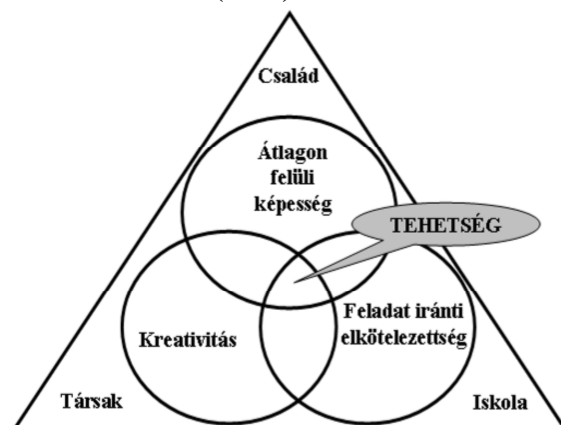 Család
Átlagon
felüli
képesség
TEHETSÉG
Kreativitás
Feladat iránti
elkötelezettség
Társak
Iskola